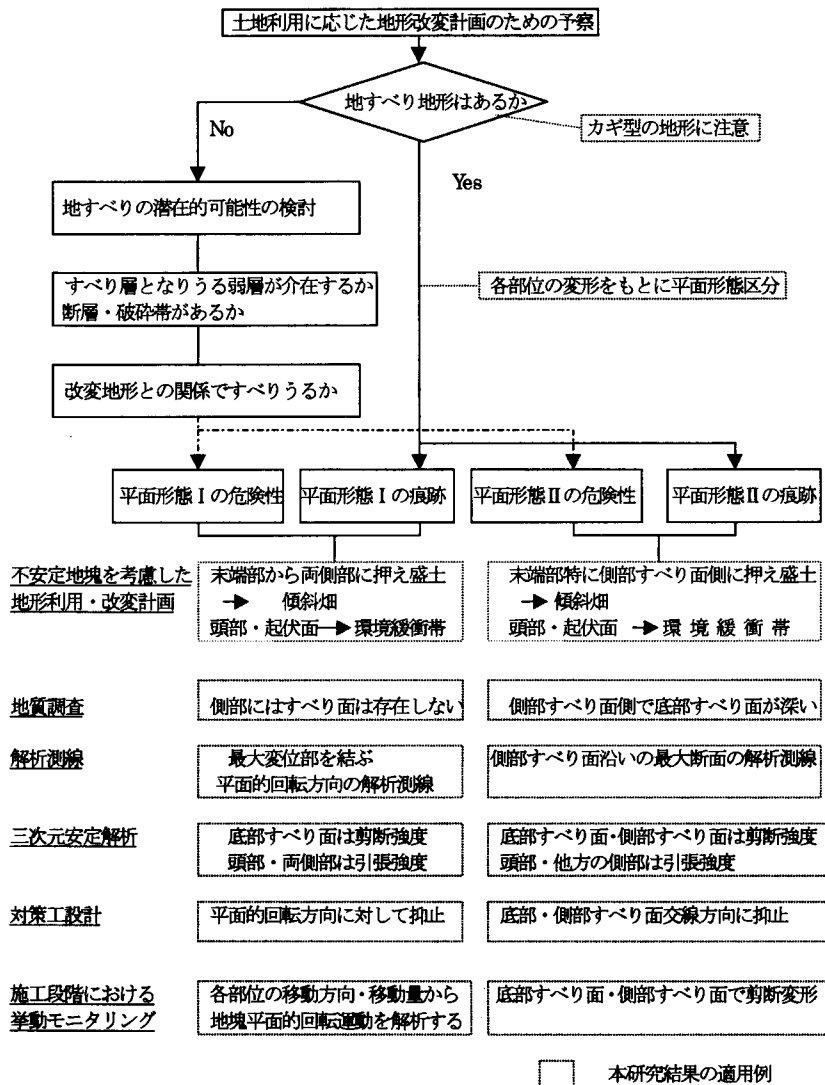 土地利用に応じた地形改変計画のための予察
地すべり地形はあるか
カギ型の地形に注意
No
Yes
地すべりの潜在的可能性の検討
すべり層となりうる弱層が介在するか
断層・破砕帯があるか
各部位の変形をもとに平面形態区分
改変地形との関係ですべりうるか
平面形態Ⅰの危険性
平面形態Ⅰの痕跡
平面形態Ⅱの危険性
平面形態Ⅱの痕跡
不安定地塊を考慮した
地形利用・改変計画
末端部から両側部に押え盛土
→ 傾斜畑
頭部・起伏面→環境緩衝帯
末端部特に側部すべり面側に押え盛土
→傾斜畑
頭部・起伏面 →環 境 緩 衝 帯
地質調査
側部にはすべり面は存在しない
側部すべり面側で底部すべり面が深い
解析測線
最大変位部を結ぶ
平面的回転方向の解析測線
側部すべり面沿いの最大断面の解析測線
三次元安定解析
底部すべり面は剪断強度
頭部・両側部は引張強度
底部すべり面・側部すべり面は剪断強度
頭部・他方の側部は引張強度
対策工設計
平面的回転方向に対して抑止
底部・側部すべり面交線方向に抑止
施工段階における
挙動モニタリング
各部位の移動方向・移動量から
地塊平面的回転運動を解析する
底部すべり面・側部すべり面で剪断変形
本研究結果の適用例